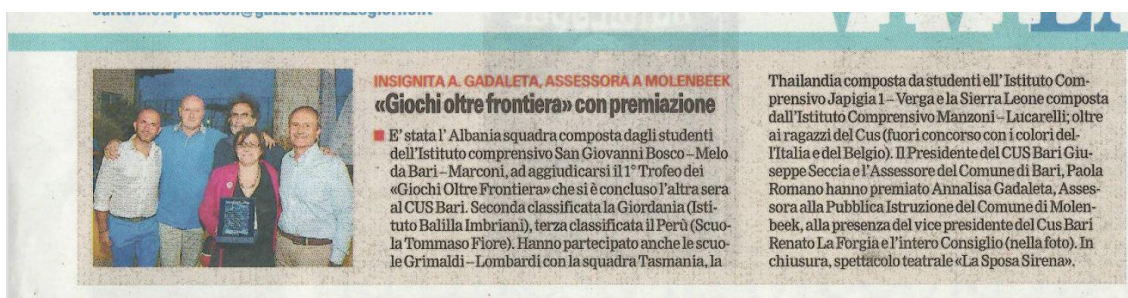 INSIGNITA A. GADALETA, ASSESSORA A MOLENBEEK
«Giochi oltre frontiera» con premiazione
E' stata l' Albania squadra composta dagli studenti
dell'Istituto comprensivo San Giovanni Bosco – Melo
da Bari – Marconi, ad aggiudicarsi il 1° Trofeo dei
«Giochi Oltre Frontiera» che si è concluso l'altra sera
al CUS Bari. Seconda classificata la Giordania (Isti-
tuto Balilla Imbriani), terza classificata il Perù (Scuo-
la Tommaso Fiore). Hanno partecipato anche le scuo-
le Grimaldi – Lombardi con la squadra Tasmania, la
Thailandia composta da studenti ell' Istituto Com-
prensivo Japigia 1 – Verga e la Sierra Leone composta
dall'Istituto Comprensivo Manzoni – Lucarelli; oltre
ai ragazzi del Cus (fuori concorso con i colori del-
l'Italia e del Belgio). Il Presidente del CUS Bari Giu-
seppe Seccia e l'Assessore del Comune di Bari, Paola
Romano hanno premiato Annalisa Gadaleta, Asses-
sora alla Pubblica Istruzione del Comune di Molen-
beek, alla presenza del vice presidente del Cus Bari
Renato La Forgia e l'intero Consiglio (nella foto). In
chiusura, spettacolo teatrale «La Sposa Sirena».